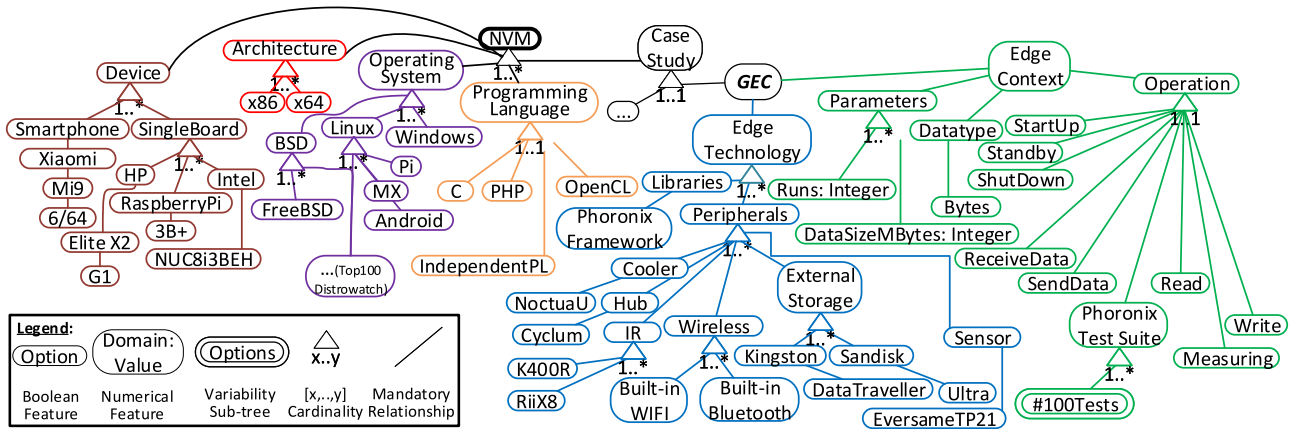 NVM
Case
Study
1..*
1..1
GEC
...
Device
1..*
Smartphone
SingleBoard
Xiaomi
Mi9
6/64
1..*
HP
Intel
RaspberryPi
3B+
Elite X2
NUC8i3BEH
G1
Architecture
1..*
x86
x64
Operating
System
1..*
BSD
Linux
Windows
1..*
1..*
Pi
MX
FreeBSD
Android
...(Top100
Distrowatch)
Programming
Language
1..1
C
PHP
OpenCL
IndependentPL
Edge
Technology
1..*
Libraries
Phoronix
Framework
Peripherals
1..*
Cooler
NoctuaU
Hub
Cyclum
IR
1..*
K400R
RiiX8
Wireless
1..*
Built-in
WIFI
Built-in
Bluetooth
External
Storage
1..*
Kingston
Sandisk
DataTraveller
Ultra
Sensor
EversameTP21
Edge
Context
Parameters
1..*
Runs: Integer
DataSizeMBytes: Integer
Datatype
Bytes
Operation
1..1
StartUp
Standby
ShutDown
ReceiveData
SendData
Read
Write
Measuring
Phoronix
Test Suite
1..*
#100Tests
Legend:
Option
Domain:
Value
Options
x..y
Boolean
Feature
Numerical
Feature
Variability
Sub-tree
[x,..,y]
Cardinality
Mandatory
Relationship